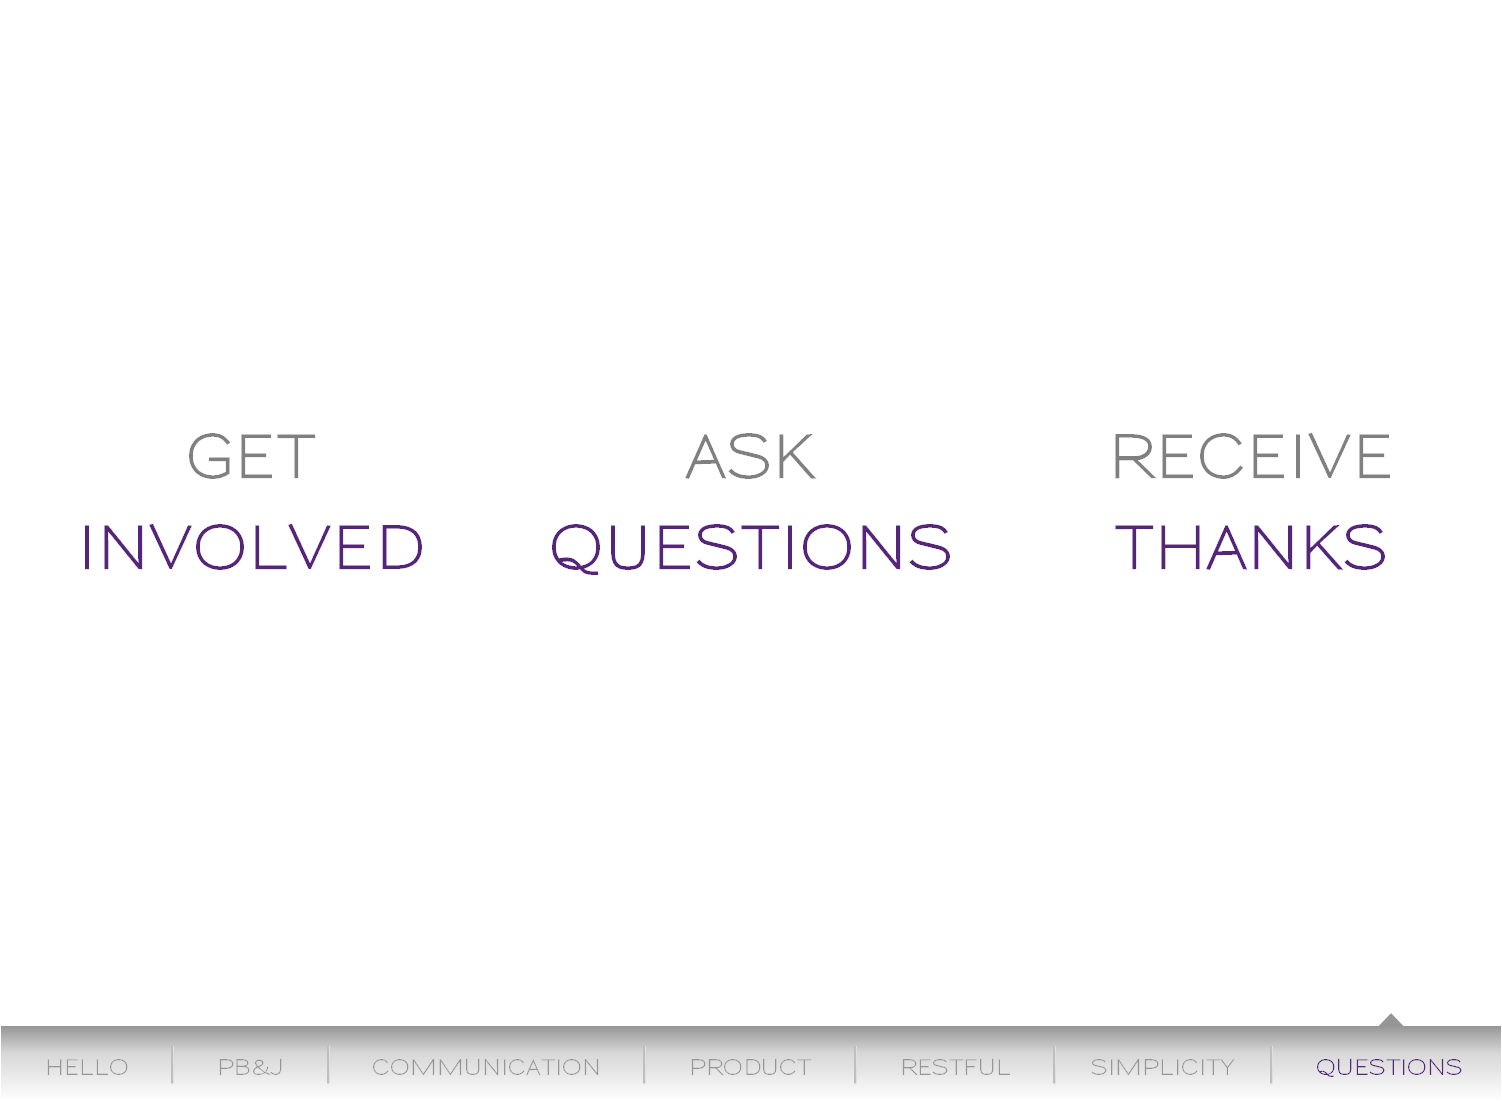 GET
INVOLVED
ASK
QUESTIONS
RECEIVE
THANKS
HELLO PB&J COMMUNICATION PRODUCT RESTFUL SIMPLICITY QUESTIONS